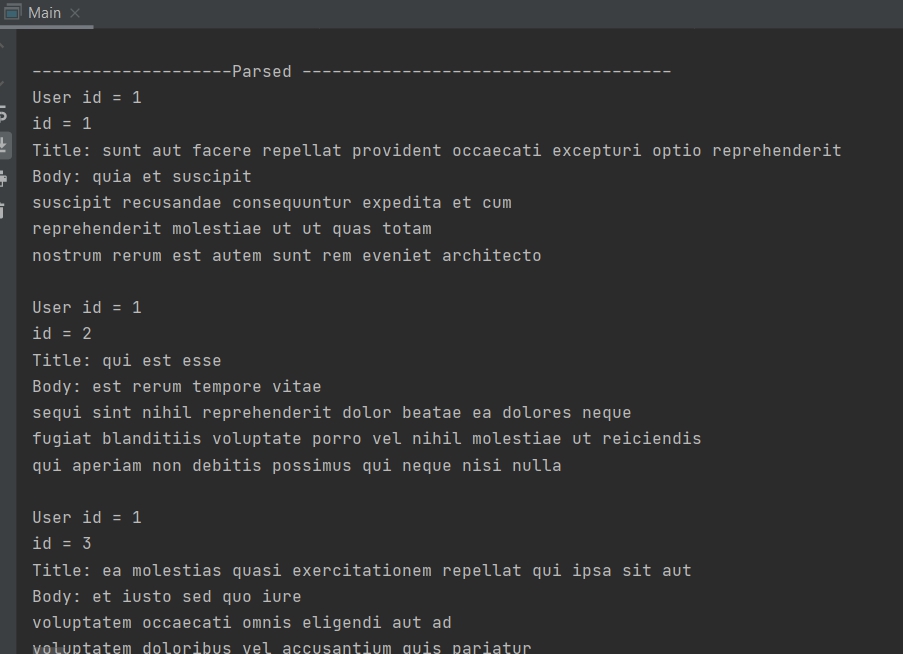 Main
--------------------Parsed -------------------------------------
User id = 1
id = 1
Title: sunt aut facere repellat provident occaecati excepturi optio reprehenderit
Body: quia et suscipit
suscipit recusandae consequuntur expedita et cum
reprehenderit molestiae ut ut quas totam
nostrum rerum est autem sunt rem eveniet architecto
User id = 1
id = 2
Title: qui est esse
Body: est rerum tempore vitae
sequi sint nihil reprehenderit dolor beatae ea dolores neque
fugiat blanditiis voluptate porro vel nihil molestiae ut reiciendis
qui aperiam non debitis possimus qui neque nisi nulla
User id = 1
id = 3
Title: ea molestias quasi exercitationem repellat qui ipsa sit aut
Body: et iusto sed quo iure
voluptatem occaecati omnis eligendi aut ad
voluptatem doloribus vel accusantium quis pariatur